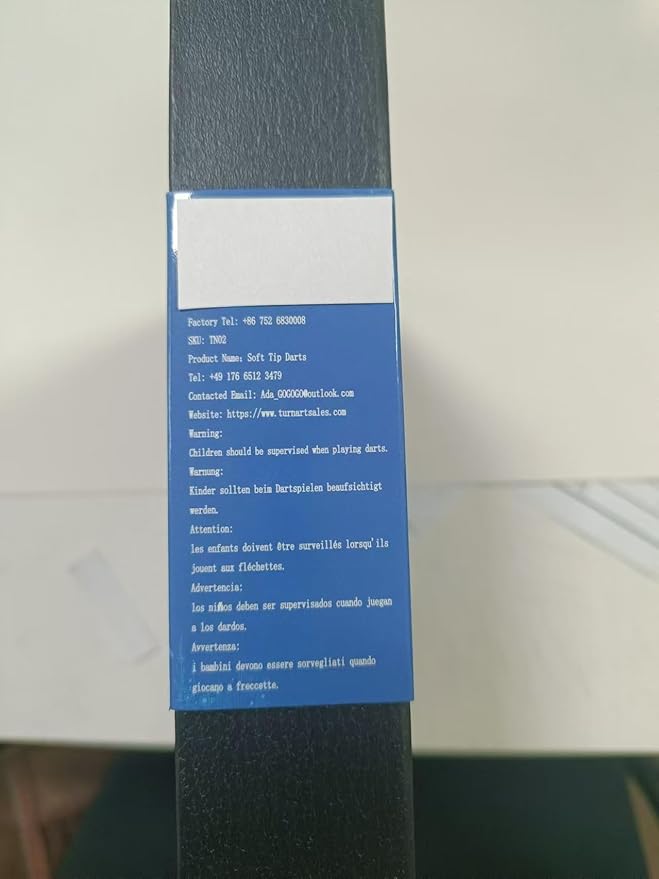 Factory Tel: +86 752 6830008
SKU: TN02
Product Name: Soft Tip Darts
Tel: +49 176 6512 3479
Contacted Email: Ada_GOGOGO@outlook.com
Website: https://www.turnartsales.com
Warning:
Children should be supervised when playing darts.
Warnung:
Kinder sollten beim Dartspielen beaufsichtigt
werden.
Attention:
les enfants doivent être surveillés lorsqu'ils
jouent aux fléchettes.
Advertencia:
los niños deben ser supervisados cuando juegan
a los dardos.
Avvertenza:
i bambini devono essere sorvegliati quando
giocano a freccette.